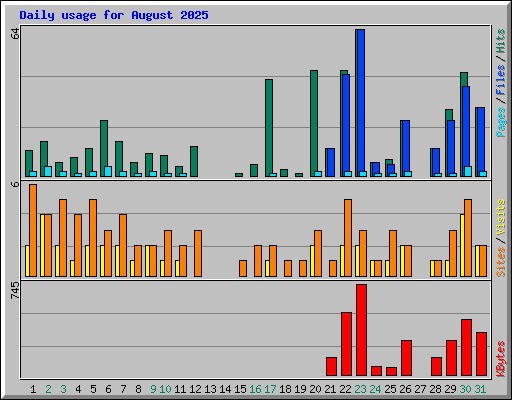 Daily usage for August 2025
64
Pages / Files / Hits
6
Sites / Visits
745
KBytes
1 2 3 4 5 6 7 8 9 10 11 12 13 14 15 16 17 18 19 20 21 22 23 24 25 26 27 28 29 30 31